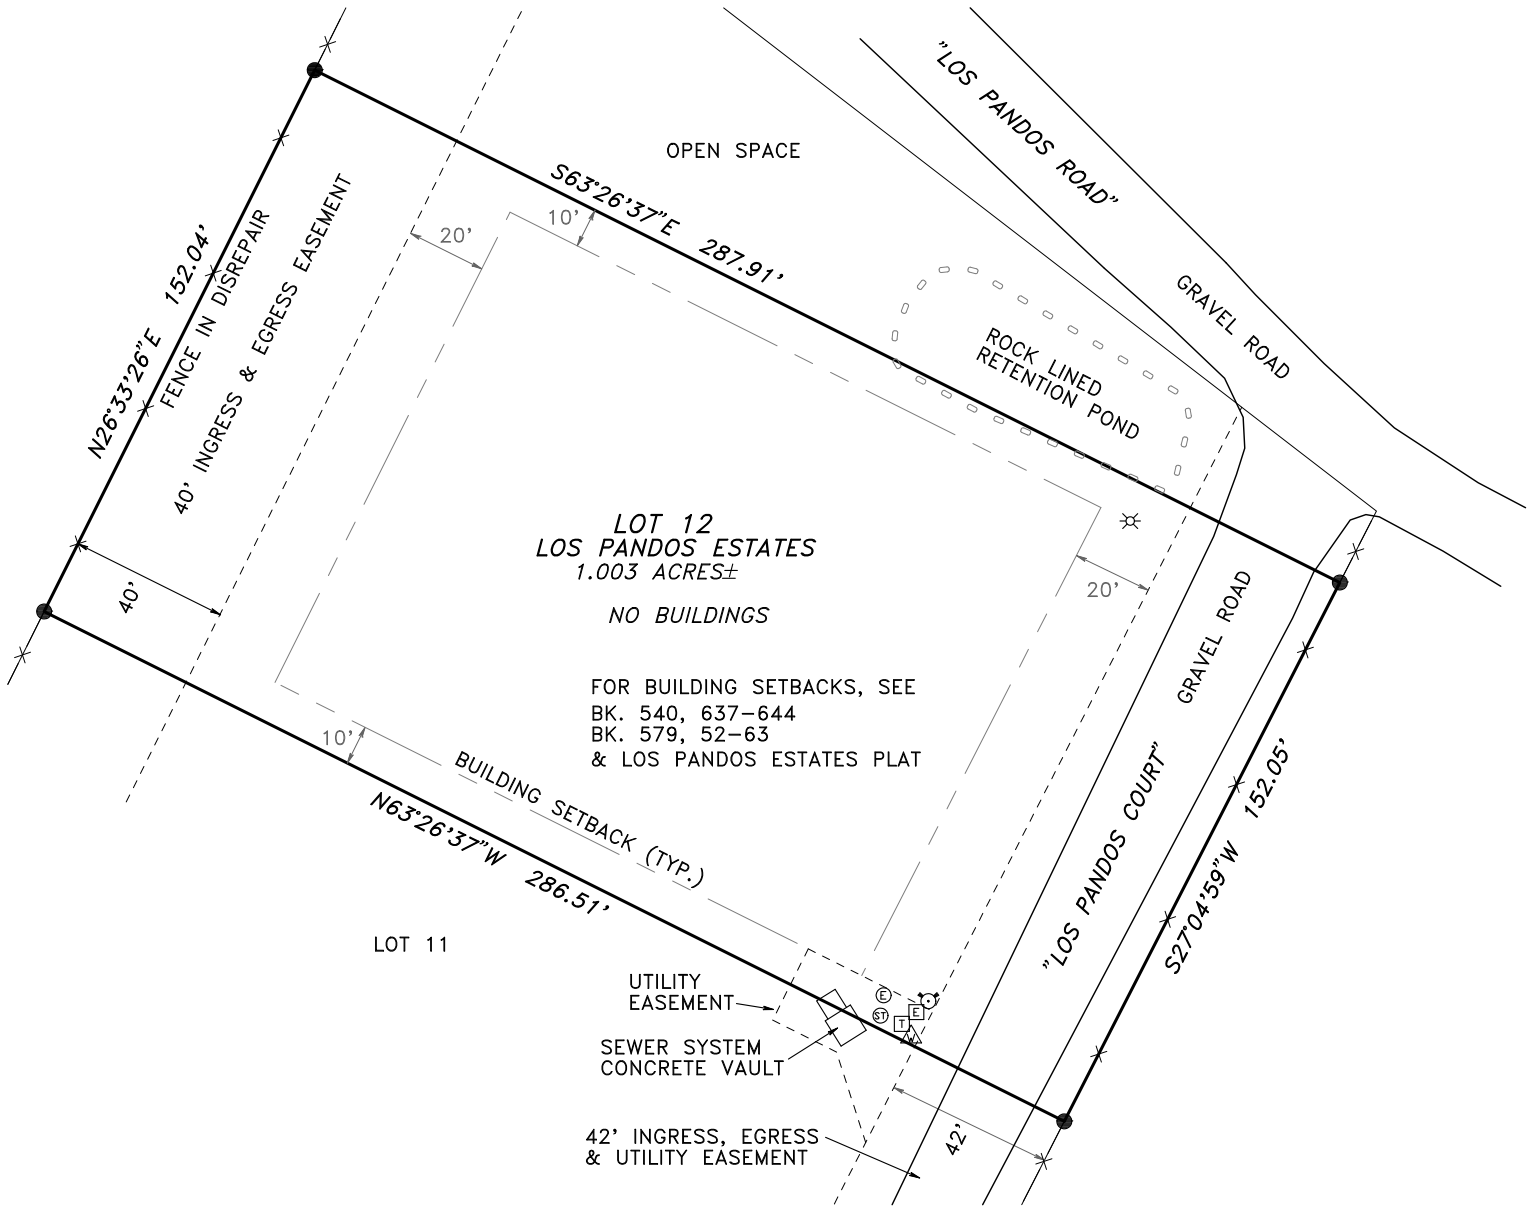 "LOS PANDOS ROAD"
OPEN SPACE
S63°26'37"E 287.91'
10'
20'
GRAVEL ROAD
N26°33'26"E 152.04'
FENCE IN DISREPAIR
40' INGRESS & EGRESS EASEMENT
ROCK LINED
RETENTION POND
LOT 12
LOS PANDOS ESTATES
1.003 ACRES±
NO BUILDINGS
40'
20'
GRAVEL ROAD
FOR BUILDING SETBACKS, SEE
BK. 540, 637-644
BK. 579, 52-63
& LOS PANDOS ESTATES PLAT
10'
BUILDING SETBACK (TYP.)
N63°26'37"W 286.51'
"LOS PANDOS COURT"
S27°04'59"W 152.05'
LOT 11
UTILITY
EASEMENT
E
ST
E
T
W
SEWER SYSTEM
CONCRETE VAULT
42' INGRESS, EGRESS
& UTILITY EASEMENT
42'